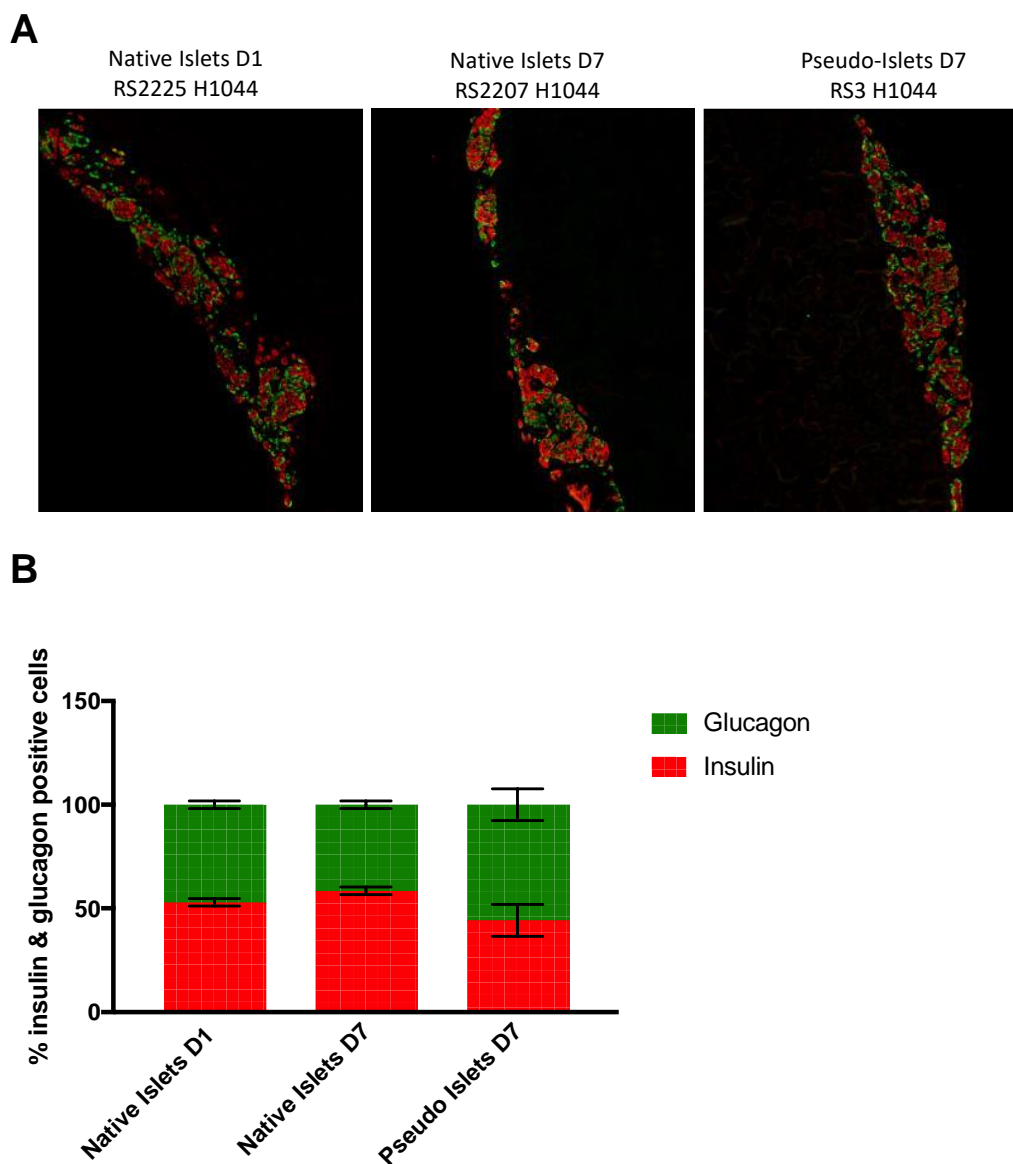 A
Native Islets D1
RS2225 H1044
Native Islets D7
RS2207 H1044
Pseudo-Islets D7
RS3 H1044
B
% insulin & glucagon positive cells
150
100
50
0
Native Islets D1
Native Islets D7
Pseudo Islets D7
Glucagon
Insulin